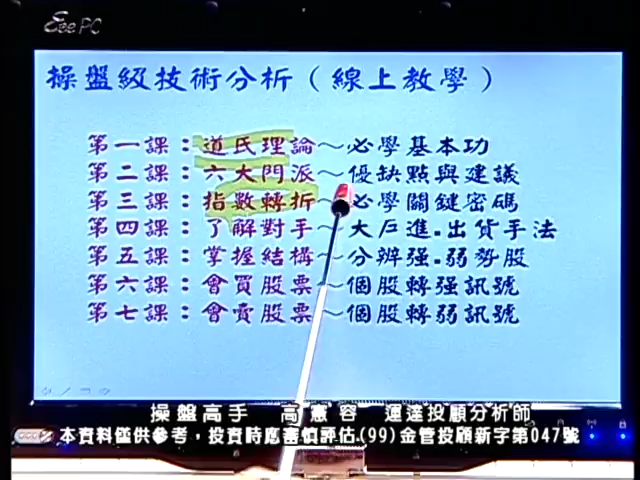 Eee PC
操盤級技術分析(線上教學)
第一課:道氏理論~必學基本功
第二課:六大門派~優缺點與建議
第三課:指數轉折~必學關鍵密碼
第四課:了解對手~大戶進.出貨手法
第五課:掌握結構~分辨强.弱勢股
第六課:會買股票~個股轉强訊號
第七課:會賣股票~個股轉弱訊號
操盤高手 高憲容 運達投顧分析師
本資料僅供參考,投資時應審慎評估(99)金管投顧新字第047號